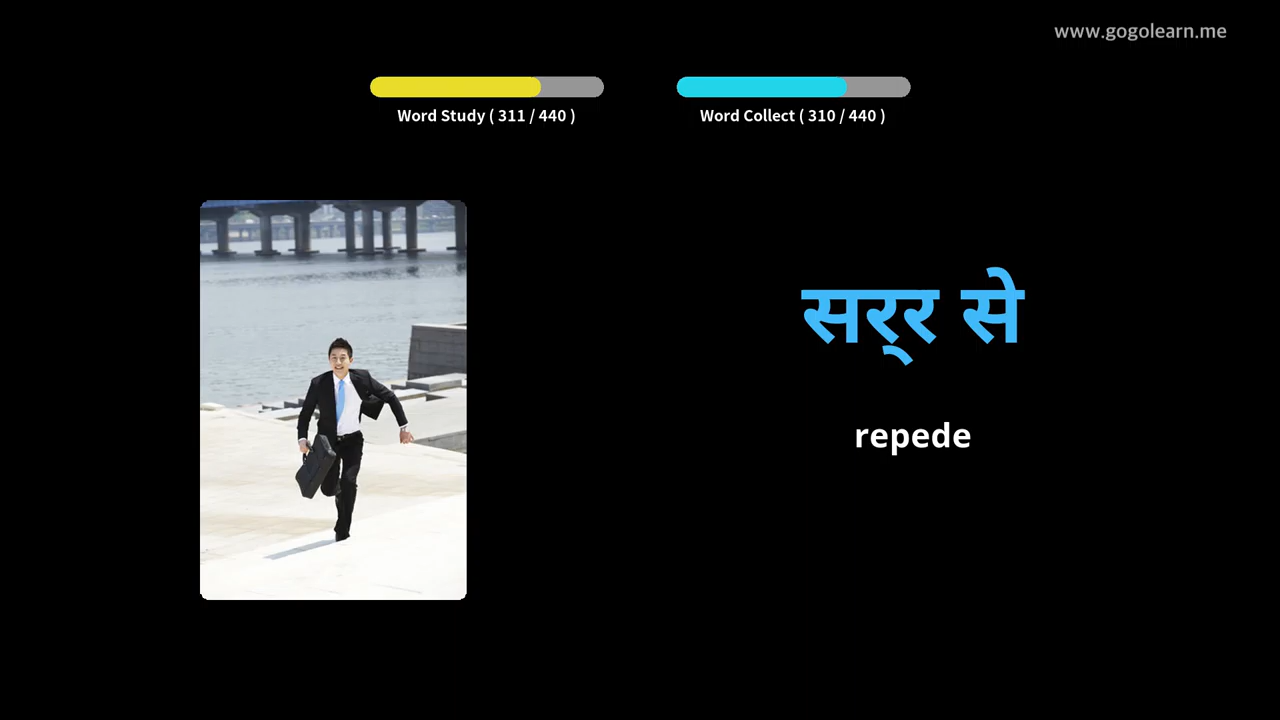 www.gogolearn.me
Word Study ( 311 / 440 )
Word Collect ( 310 / 440 )
सर्‌र से
repede